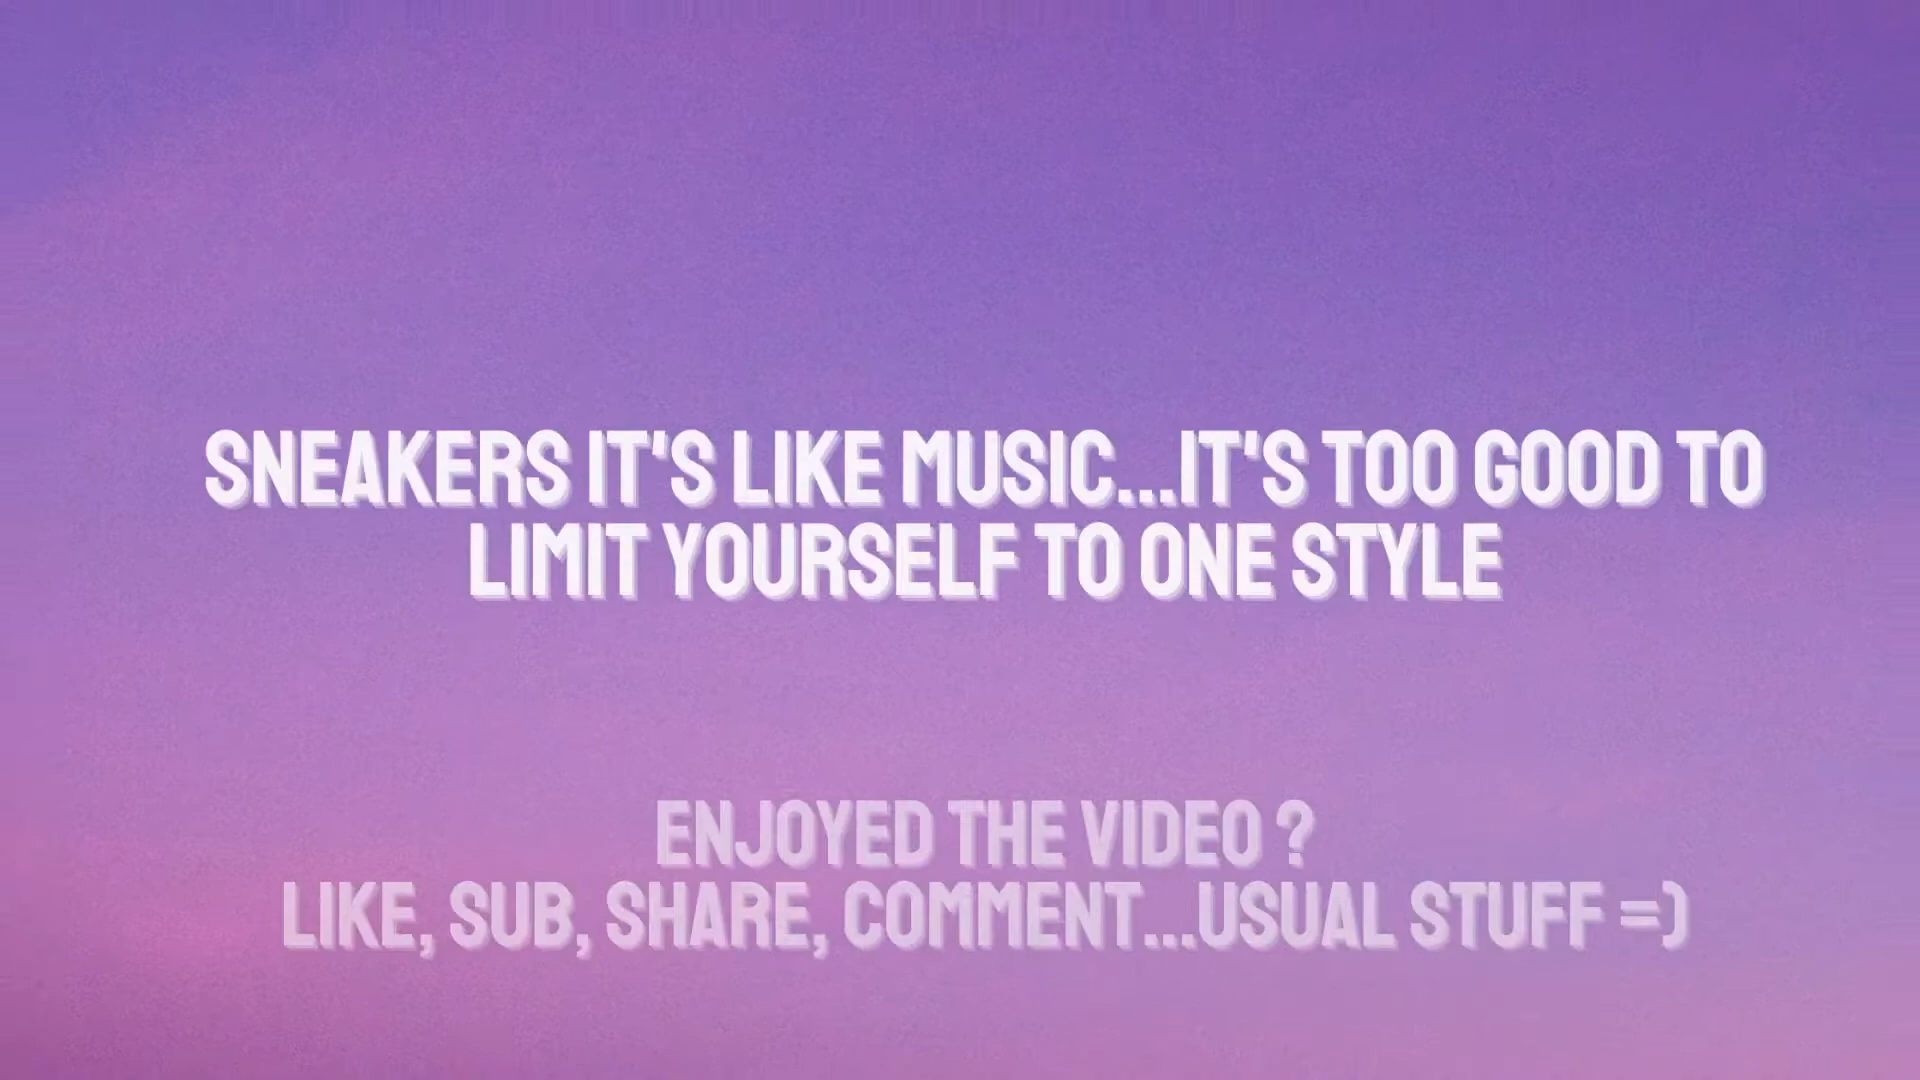 SNEAKERS IT'S LIKE MUSIC...IT'S TOO GOOD TO
LIMIT YOURSELF TO ONE STYLE
ENJOYED THE VIDEO ?
LIKE, SUB, SHARE, COMMENT...USUAL STUFF =)